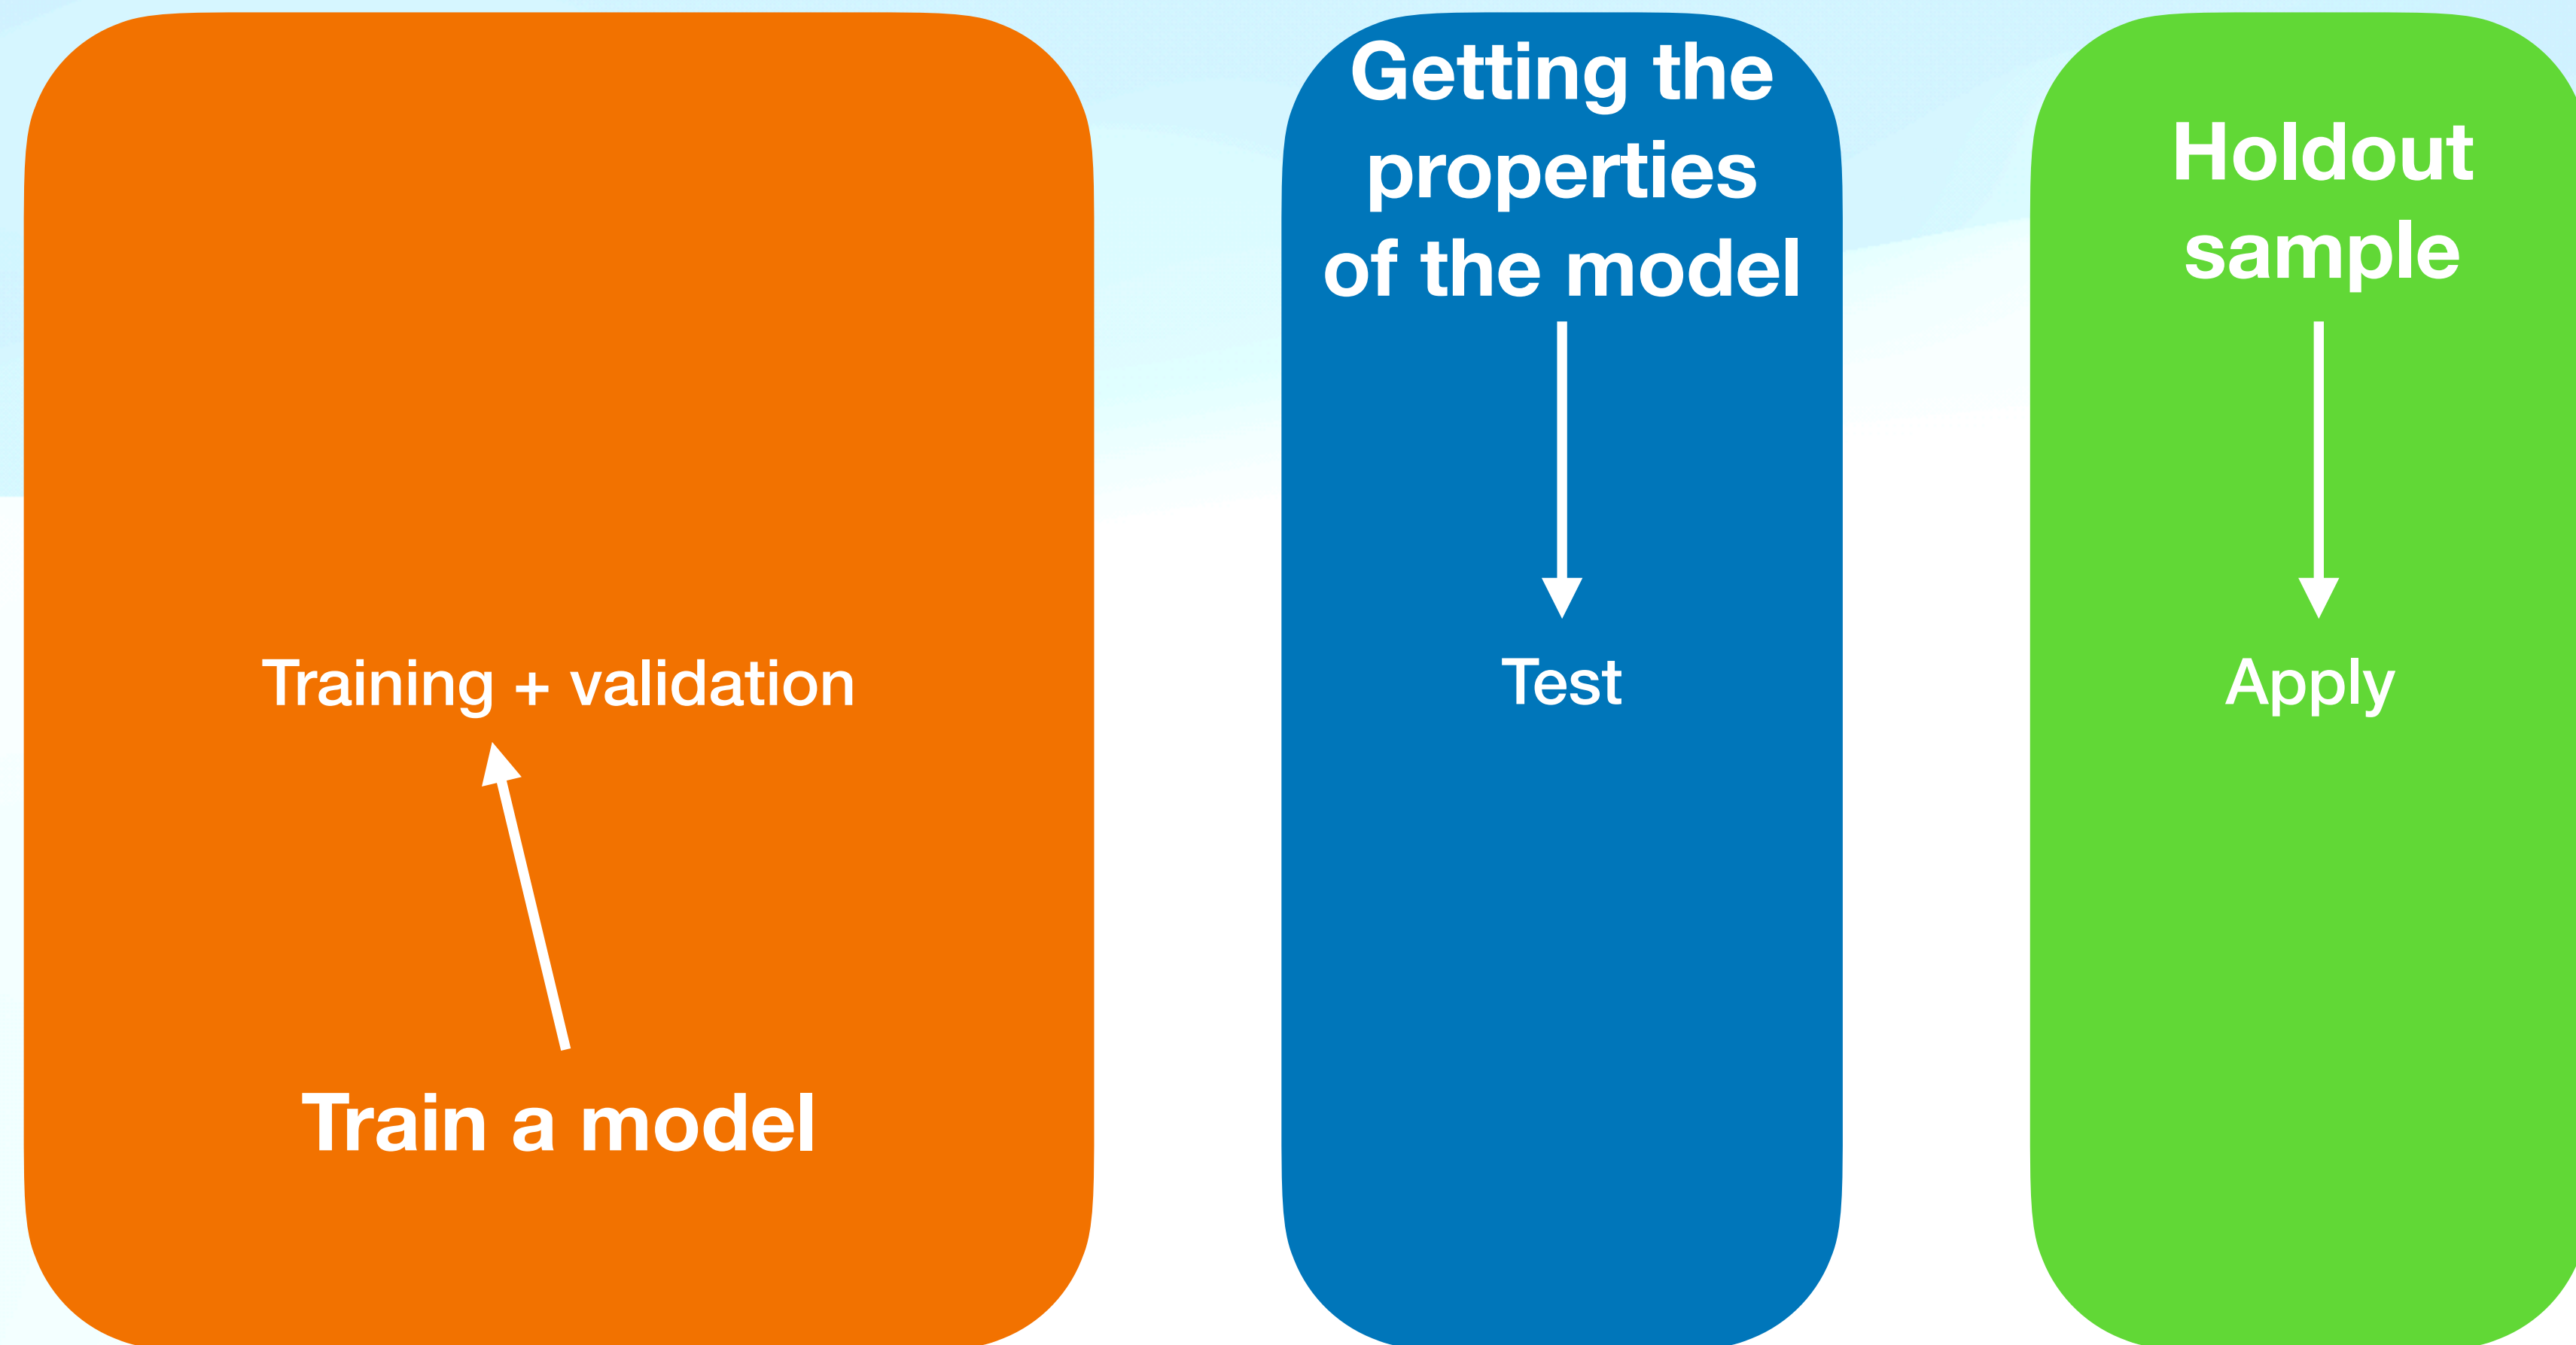 Training + validation
Train a model
Getting the
properties
of the model
Test
Holdout
sample
Apply